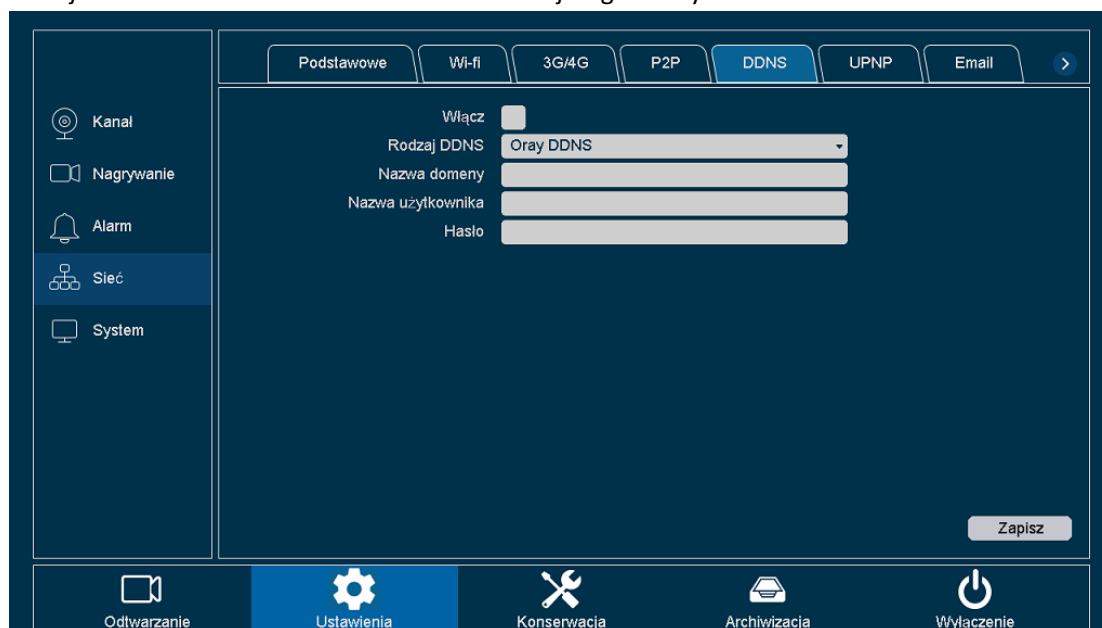 Podstawowe
Wi-fi
3G/4G
P2P
DDNS
UPNP
Email
Kanał
Nagrywanie
Alarm
Sieć
System
Włącz
Rodzaj DDNS
Oray DDNS
Nazwa domeny
Nazwa użytkownika
Hasło
Zapisz
Odtwarzanie
Ustawienia
Konserwacja
Archiwizacja
Wyłączenie